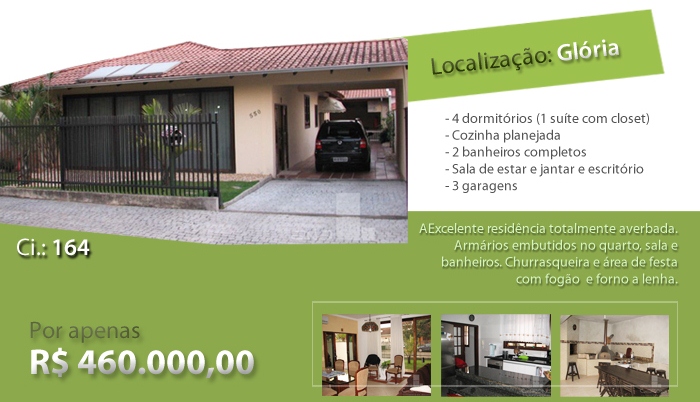 Localização: Glória
- 4 dormitórios (1 suíte com closet)
- Cozinha planejada
- 2 banheiros completos
- Sala de estar e jantar e escritório
- 3 garagens
AExcelente residência totalmente averbada.
Armários embutidos no quarto, sala e
banheiros. Churrasqueira e área de festa
com fogão e forno a lenha.
Ci.: 164
Por apenas
R$ 460.000,00